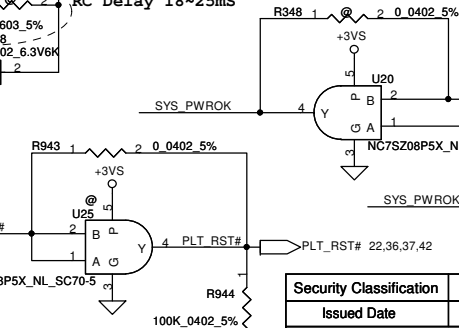 RC Delay 18~25mS
603_5%
8
02_6.3V6K
2
2
R348 1 @ 2 0_0402_5%
+3VS
5
U20
P
B 2
SYS_PWROK 4 Y
G A 1
3
NC7SZ08P5X_N
R943 1 2 0_0402_5%
+3VS
@
U25
5
SYS_PWROK
#
2 B P
Y 4 PLT_RST#
PLT_RST# 22,36,37,42
1 A G
3
8P5X_NL_SC70-5
1
R944
100K_0402_5%
Security Classification
Issued Date